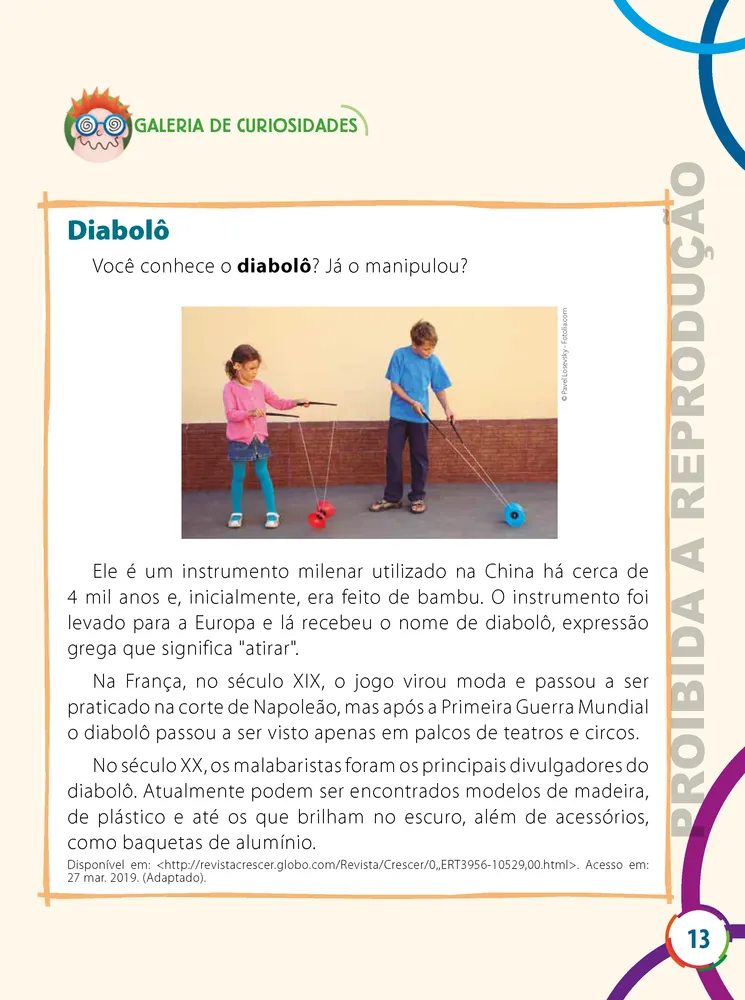 GALERIA DE CURIOSIDADES
Diabolô
Você conhece o diabolô? Já o manipulou?
© Pavel Losevsky - Fotolia.com
Ele é um instrumento milenar utilizado na China há cerca de
4 mil anos e, inicialmente, era feito de bambu. O instrumento foi
levado para a Europa e lá recebeu o nome de diabolô, expressão
grega que significa "atirar".
Na França, no século XIX, o jogo virou moda e passou a ser
praticado na corte de Napoleão, mas após a Primeira Guerra Mundial
o diabolô passou a ser visto apenas em palcos de teatros e circos.
No século XX, os malabaristas foram os principais divulgadores do
diabolô. Atualmente podem ser encontrados modelos de madeira,
de plástico e até os que brilham no escuro, além de acessórios,
como baquetas de alumínio.
Disponível em: <http://revistacrescer.globo.com/Revista/Crescer/0,,ERT3956-10529,00.html>. Acesso em:
27 mar. 2019. (Adaptado).
PROIBIDA A REPRODUÇÃO
13